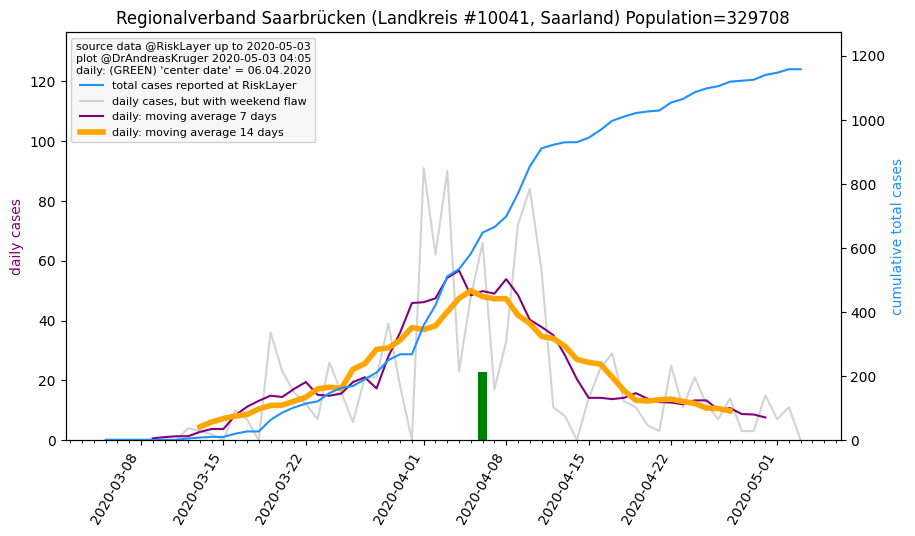 Regionalverband Saarbrücken (Landkreis #10041, Saarland) Population=329708
source data @RiskLayer up to 2020-05-03
plot @DrAndreasKruger 2020-05-03 04:05
daily: (GREEN) 'center date' = 06.04.2020
total cases reported at RiskLayer
daily cases, but with weekend flaw
daily: moving average 7 days
daily: moving average 14 days
daily cases
120
100
80
60
40
20
0
1200
1000
800
600
400
200
0
cumulative total cases
2020-03-08
2020-03-15
2020-03-22
2020-04-01
2020-04-08
2020-04-15
2020-04-22
2020-05-01